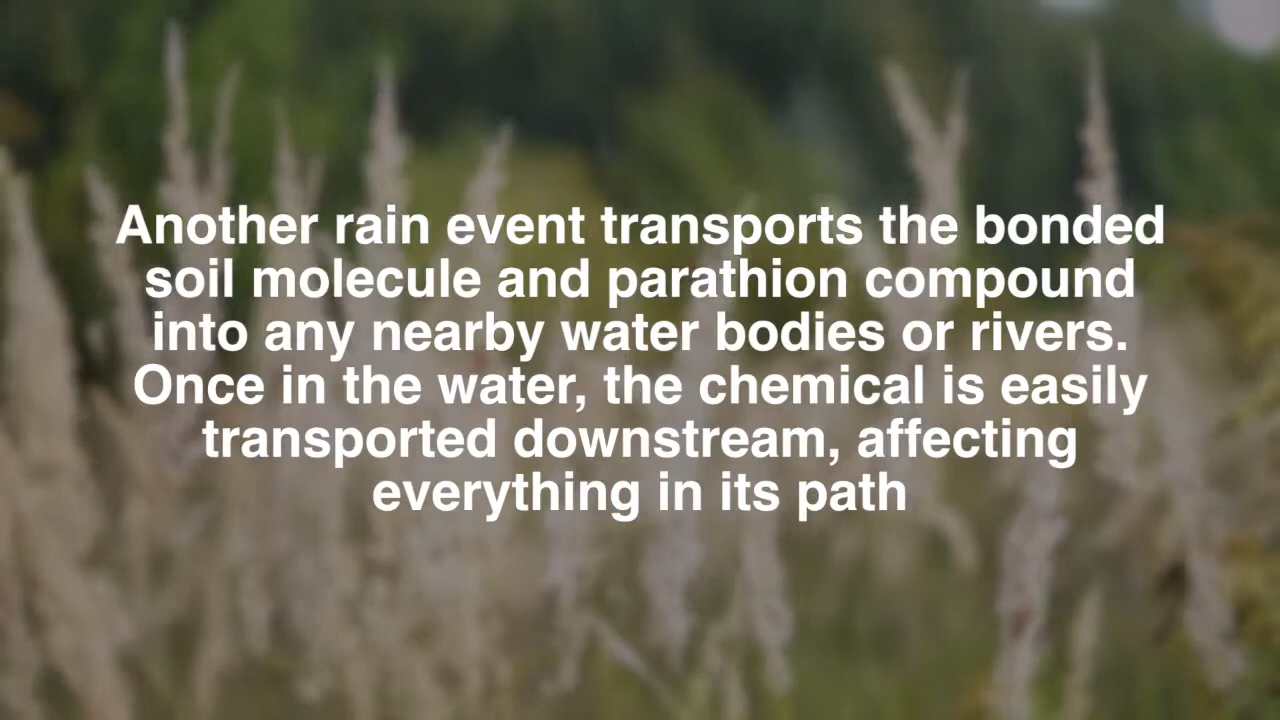 Another rain event transports the bonded
soil molecule and parathion compound
into any nearby water bodies or rivers.
Once in the water, the chemical is easily
transported downstream, affecting
everything in its path